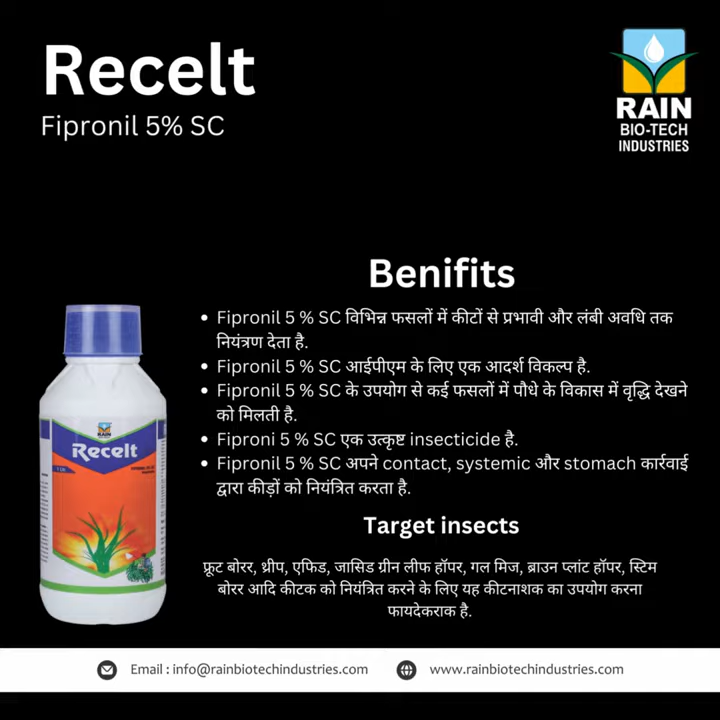 Recelt
Fipronil 5% SC
RAIN
BIO-TECH
INDUSTRIES
Benifits
• Fipronil 5 % SC विभिन्न फसलों में कीटों से प्रभावी और लंबी अवधि तक
नियंत्रण देता है.
• Fipronil 5 % SC आईपीएम के लिए एक आदर्श विकल्प है.
• Fipronil 5 % SC के उपयोग से कई फसलों में पौधे के विकास में वृद्धि देखने
को मिलती है.
• Fiproni 5 % SC एक उत्कृष्ट insecticide है.
• Fipronil 5 % SC अपने contact, systemic और stomach कार्रवाई
द्वारा कीड़ों को नियंत्रित करता है.
RAIN
Recelt
Target insects
फ्रूट बोरर, थ्रीप, एफिड, जासिड ग्रीन लीफ हॉपर, गल मिज, ब्राउन प्लांट हॉपर, स्टिम
बोरर आदि कीटक को नियंत्रित करने के लिए यह कीटनाशक का उपयोग करना
फायदेकराक है.
Email : info@rainbiotechindustries.com
www.rainbiotechindustries.com